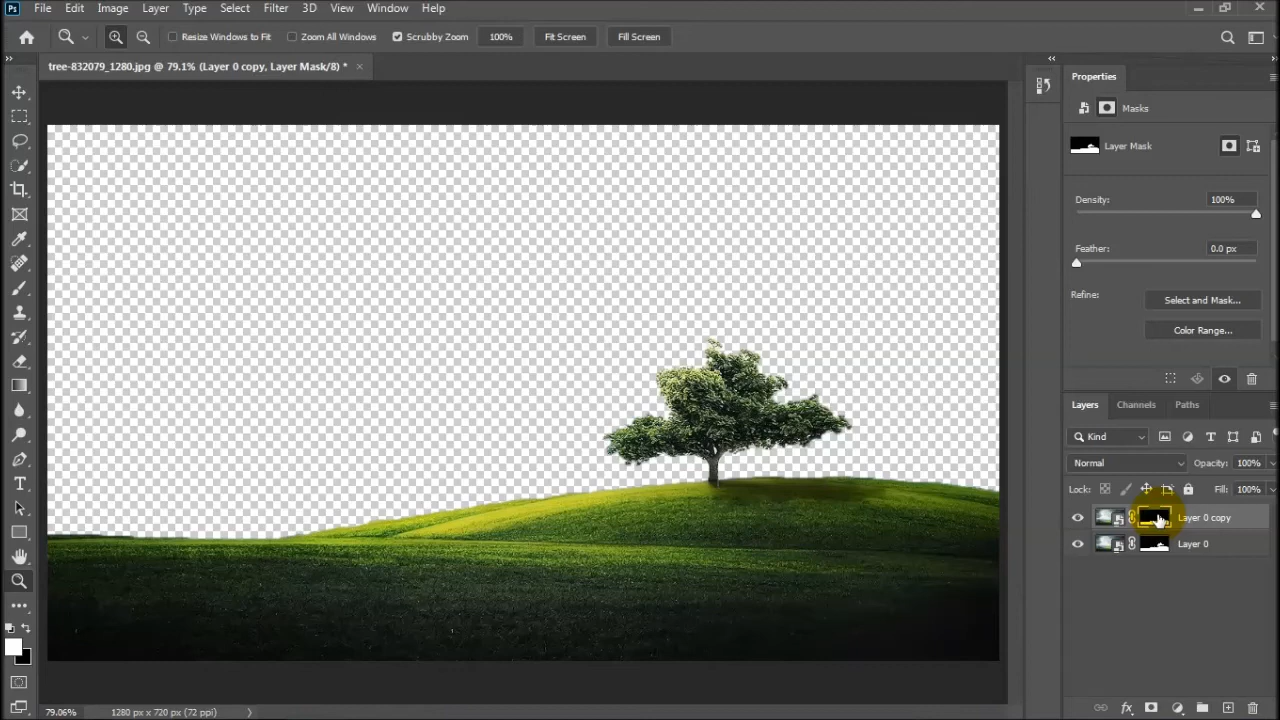 Ps File Edit Image Layer Type Select Filter 3D View Window Help
Resize Windows to Fit Zoom All Windows Scrubby Zoom 100% Fit Screen Fill Screen
tree-832079_1280.jpg @ 79.1% (Layer 0 copy, Layer Mask/8) *
Properties
Masks
Layer Mask
Density: 100%
Feather: 0.0 px
Refine: Select and Mask...
Color Range...
Layers Channels Paths
Kind
Normal Opacity: 100%
Lock: Fill: 100%
Layer 0 copy
Layer 0
79.06% 1280 px x 720 px (72 ppi)